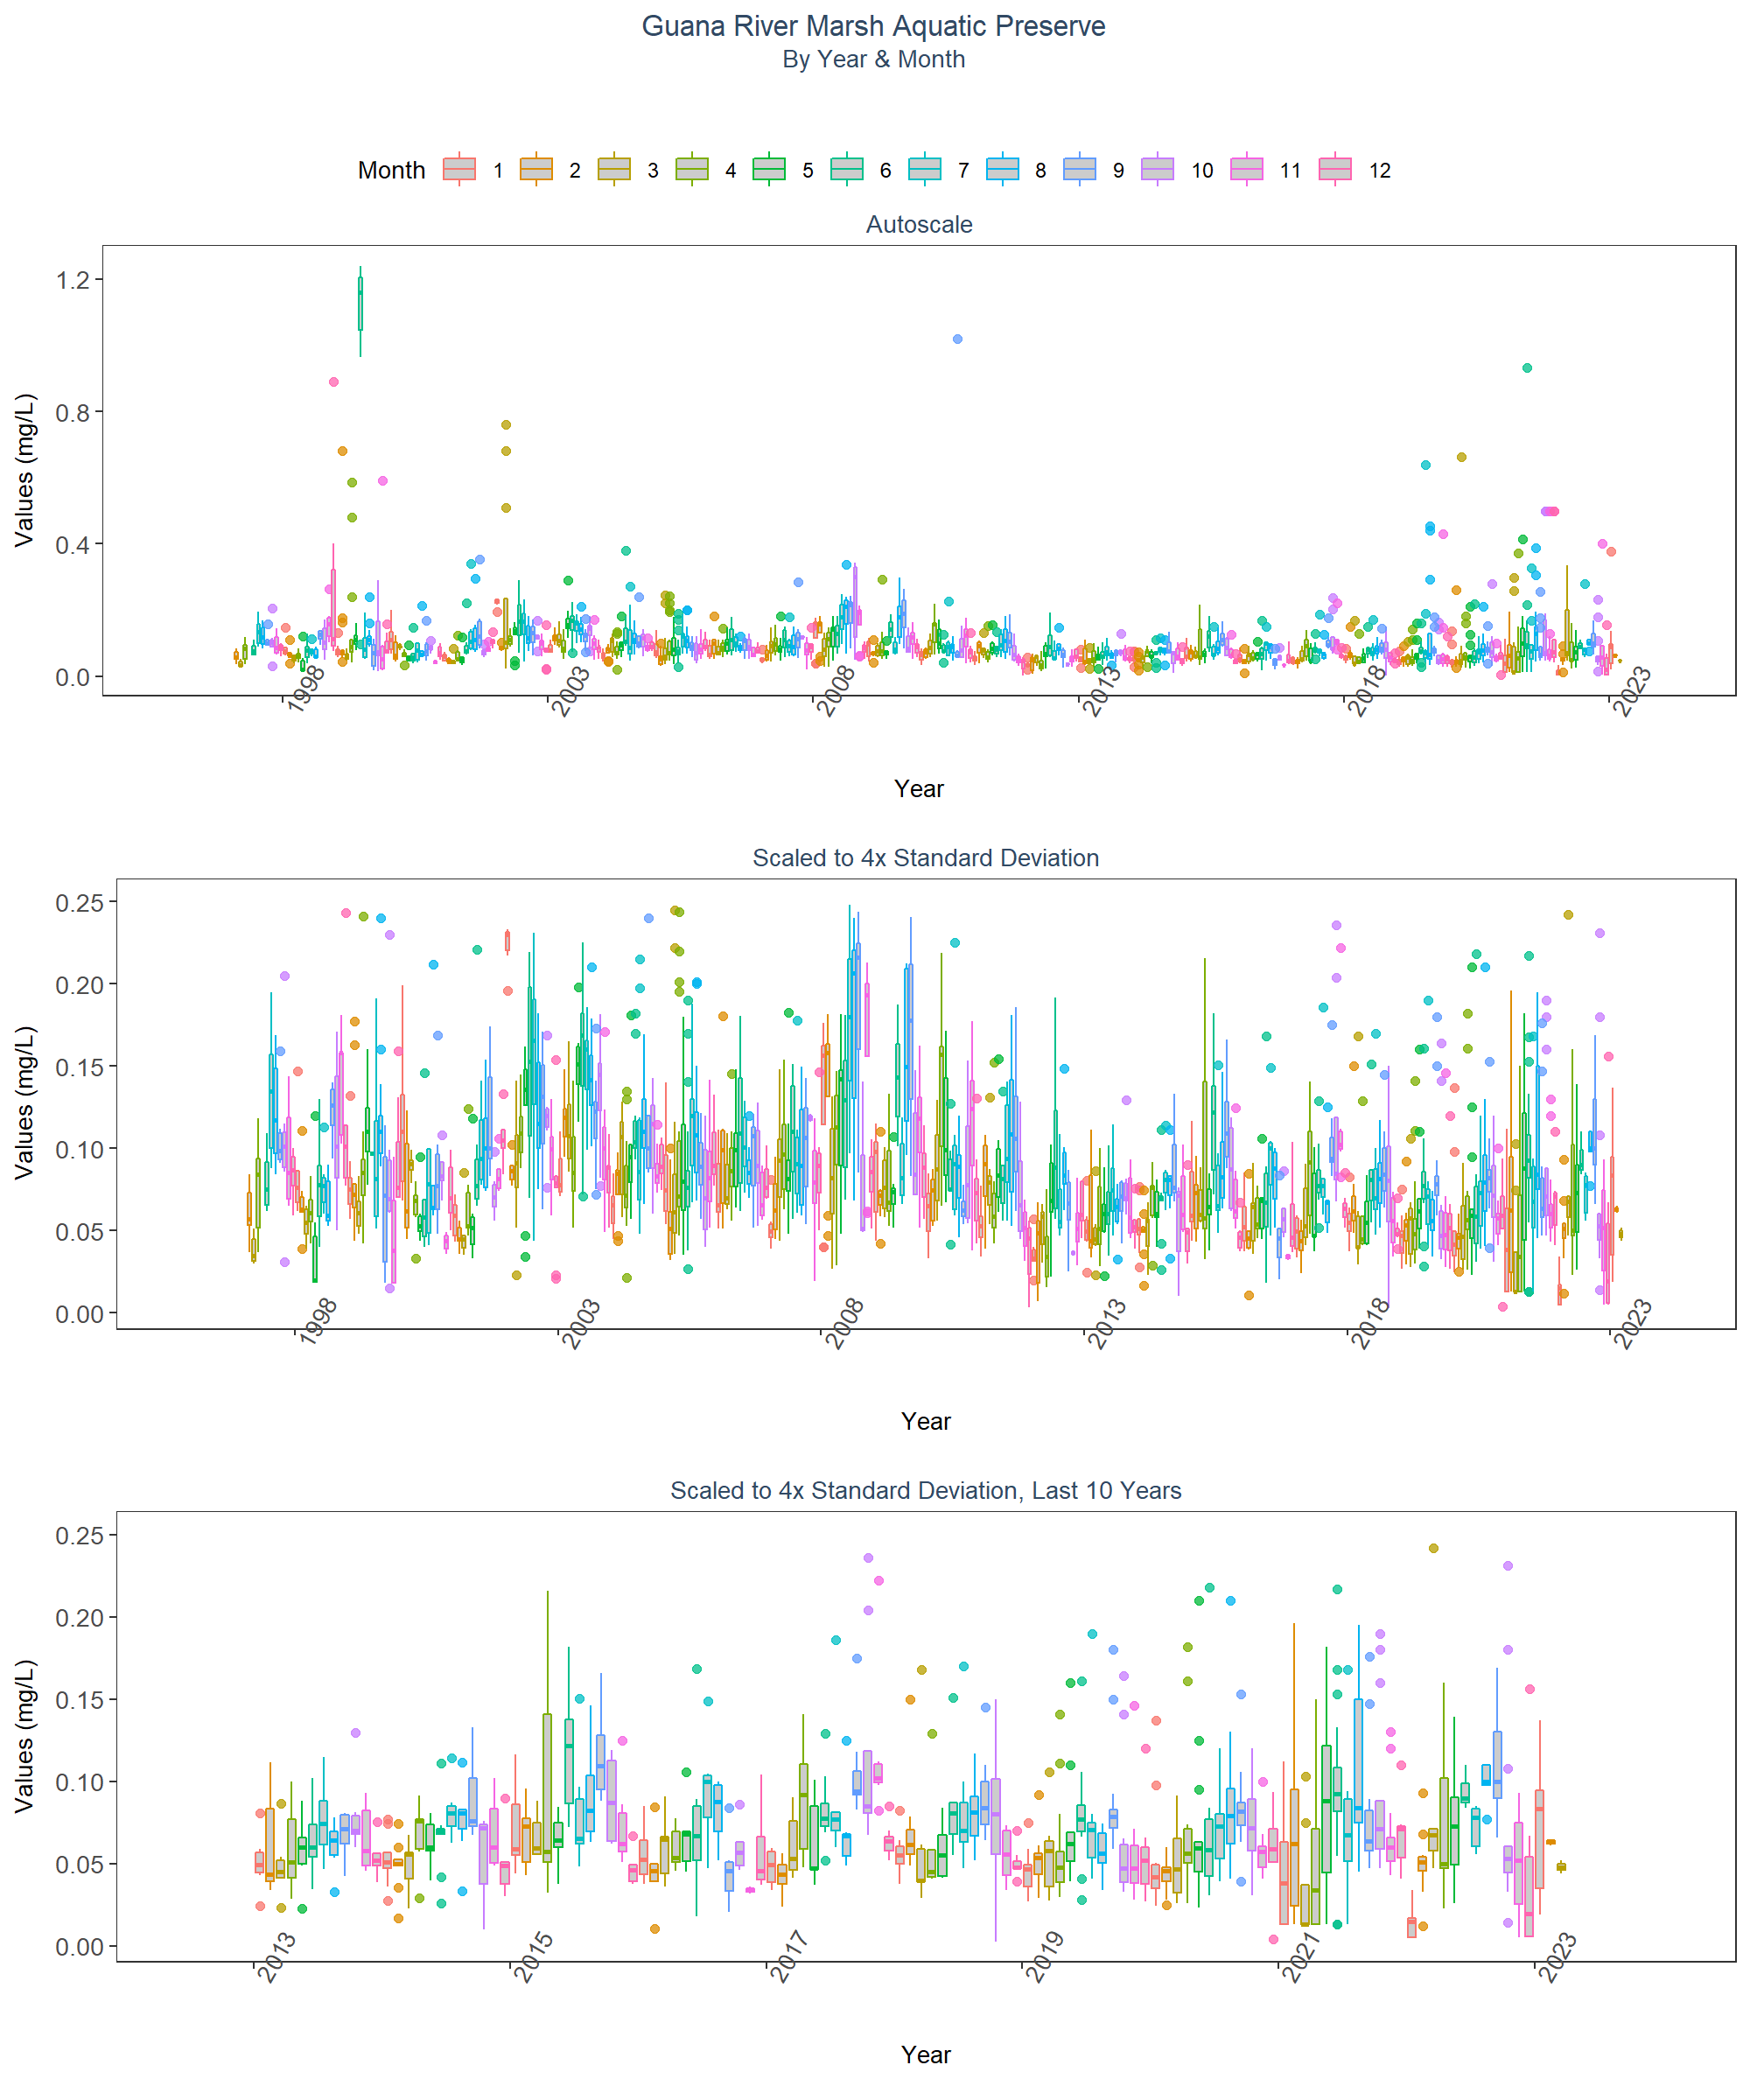 Guana River Marsh Aquatic Preserve
By Year & Month
Month 1 2 3 4 5 6 7 8 9 10 11 12
Autoscale
Values (mg/L)
1.2
0.8
0.4
0.0
1998 2003 2008 2013 2018 2023
Year
Scaled to 4x Standard Deviation
Values (mg/L)
0.25
0.20
0.15
0.10
0.05
0.00
1998 2003 2008 2013 2018 2023
Year
Scaled to 4x Standard Deviation, Last 10 Years
Values (mg/L)
0.25
0.20
0.15
0.10
0.05
0.00
2013 2015 2017 2019 2021 2023
Year